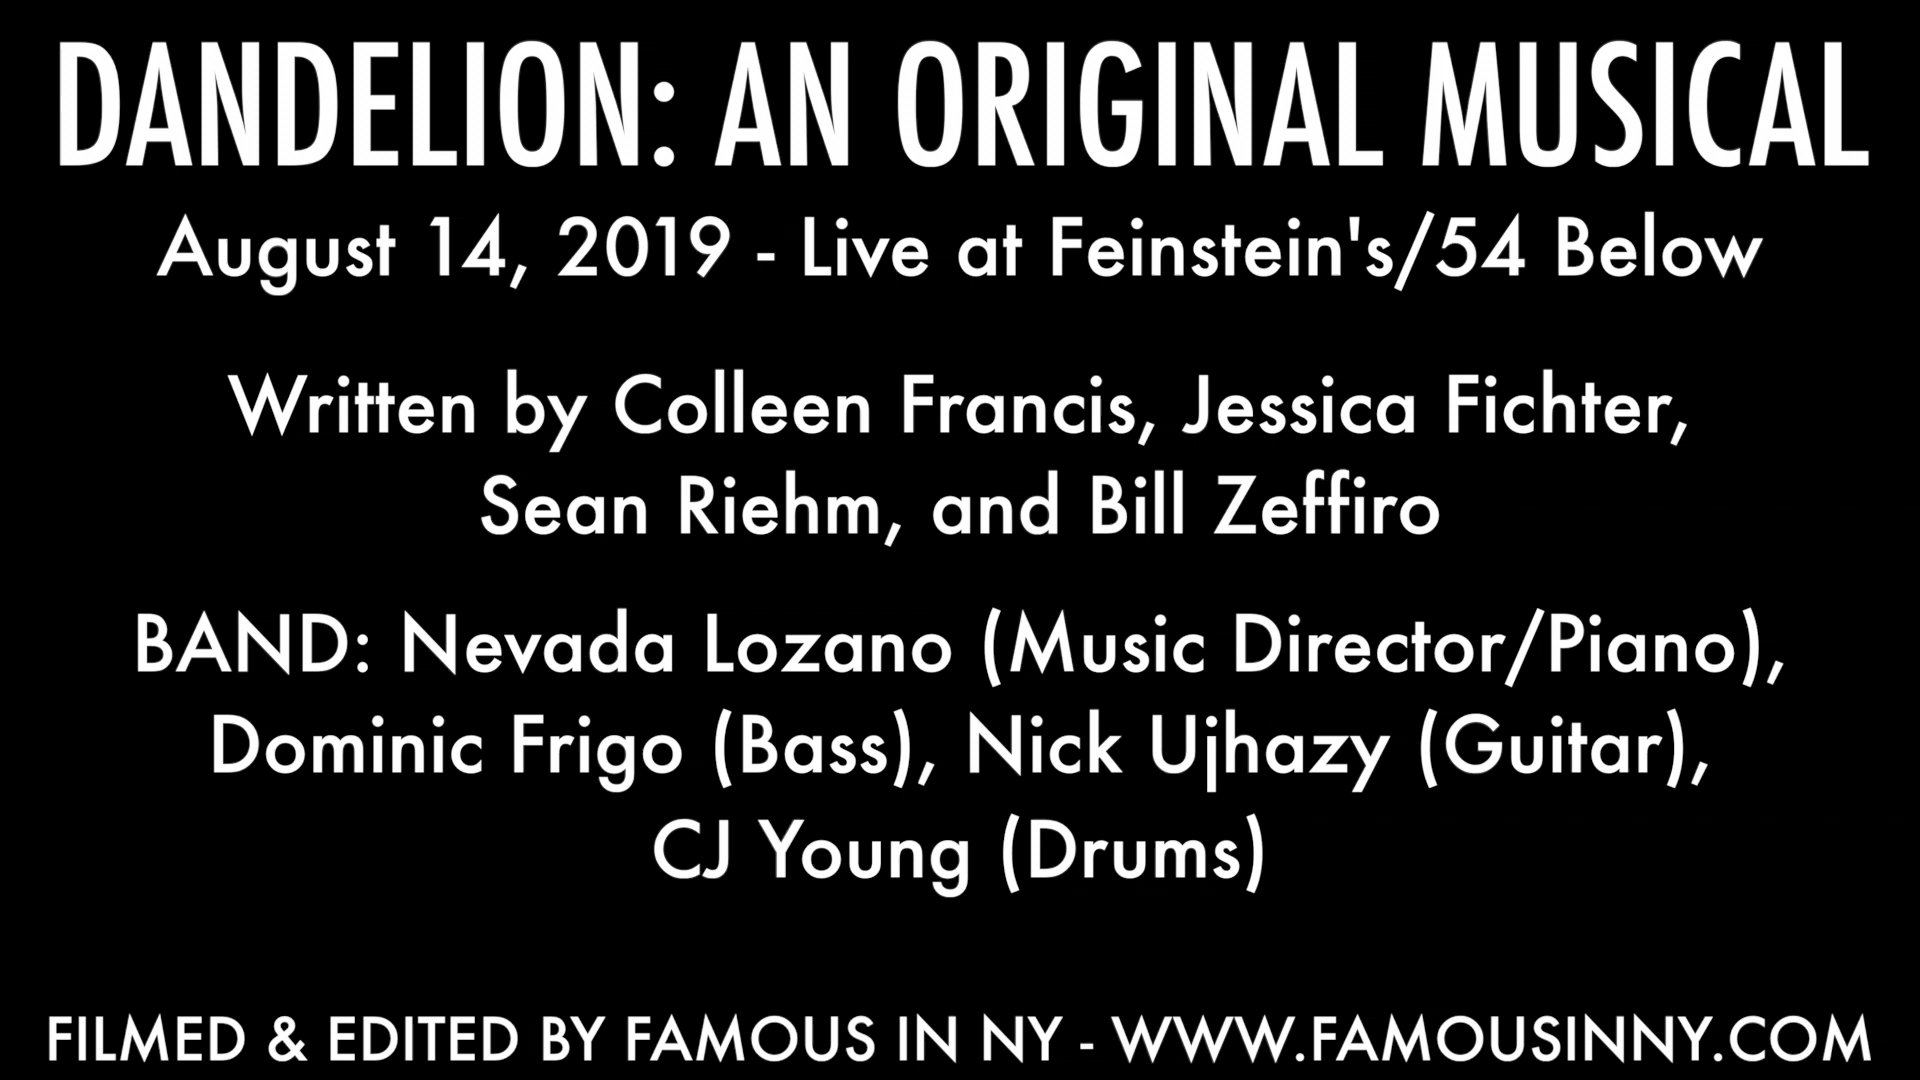 DANDELION: AN ORIGINAL MUSICAL
August 14, 2019 - Live at Feinstein's/54 Below
Written by Colleen Francis, Jessica Fichter,
Sean Riehm, and Bill Zeffiro
BAND: Nevada Lozano (Music Director/Piano),
Dominic Frigo (Bass), Nick Ujhazy (Guitar),
CJ Young (Drums)
FILMED & EDITED BY FAMOUS IN NY - WWW.FAMOUSINNY.COM